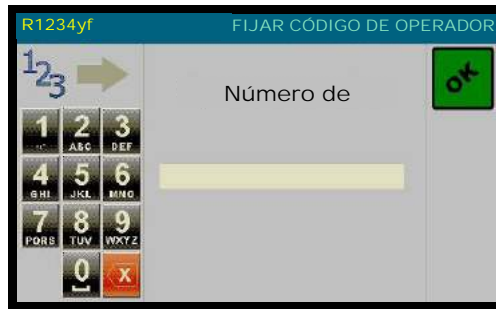 R1234yf
FIJAR CÓDIGO DE OPERADOR
123
Número de
OK
1 2 3
ABC DEF
4 5 6
GHI JKL MNO
7 8 9
PQRS TUV WXYZ
0 X